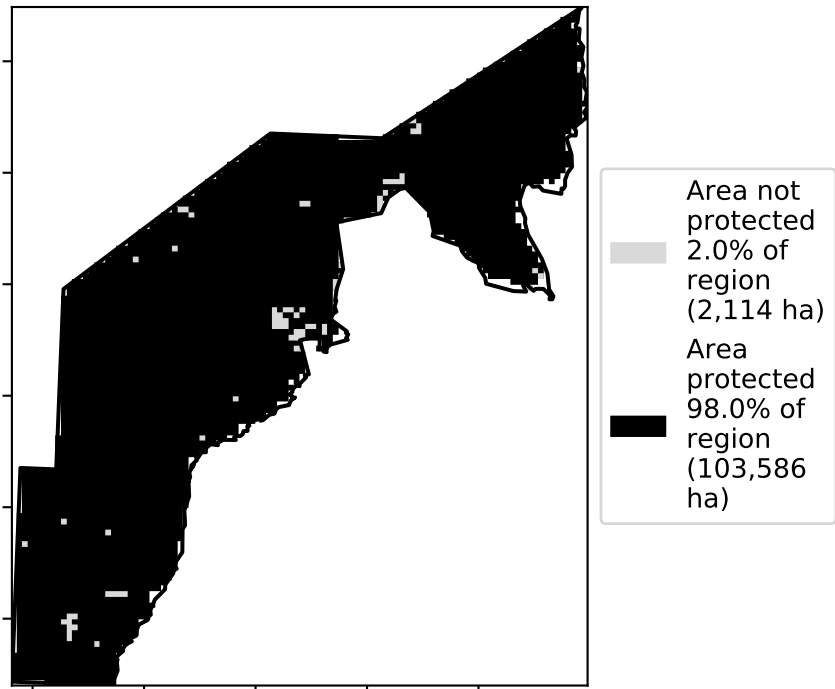 Area not
protected
2.0% of
region
(2,114 ha)
Area
protected
98.0% of
region
(103,586
ha)